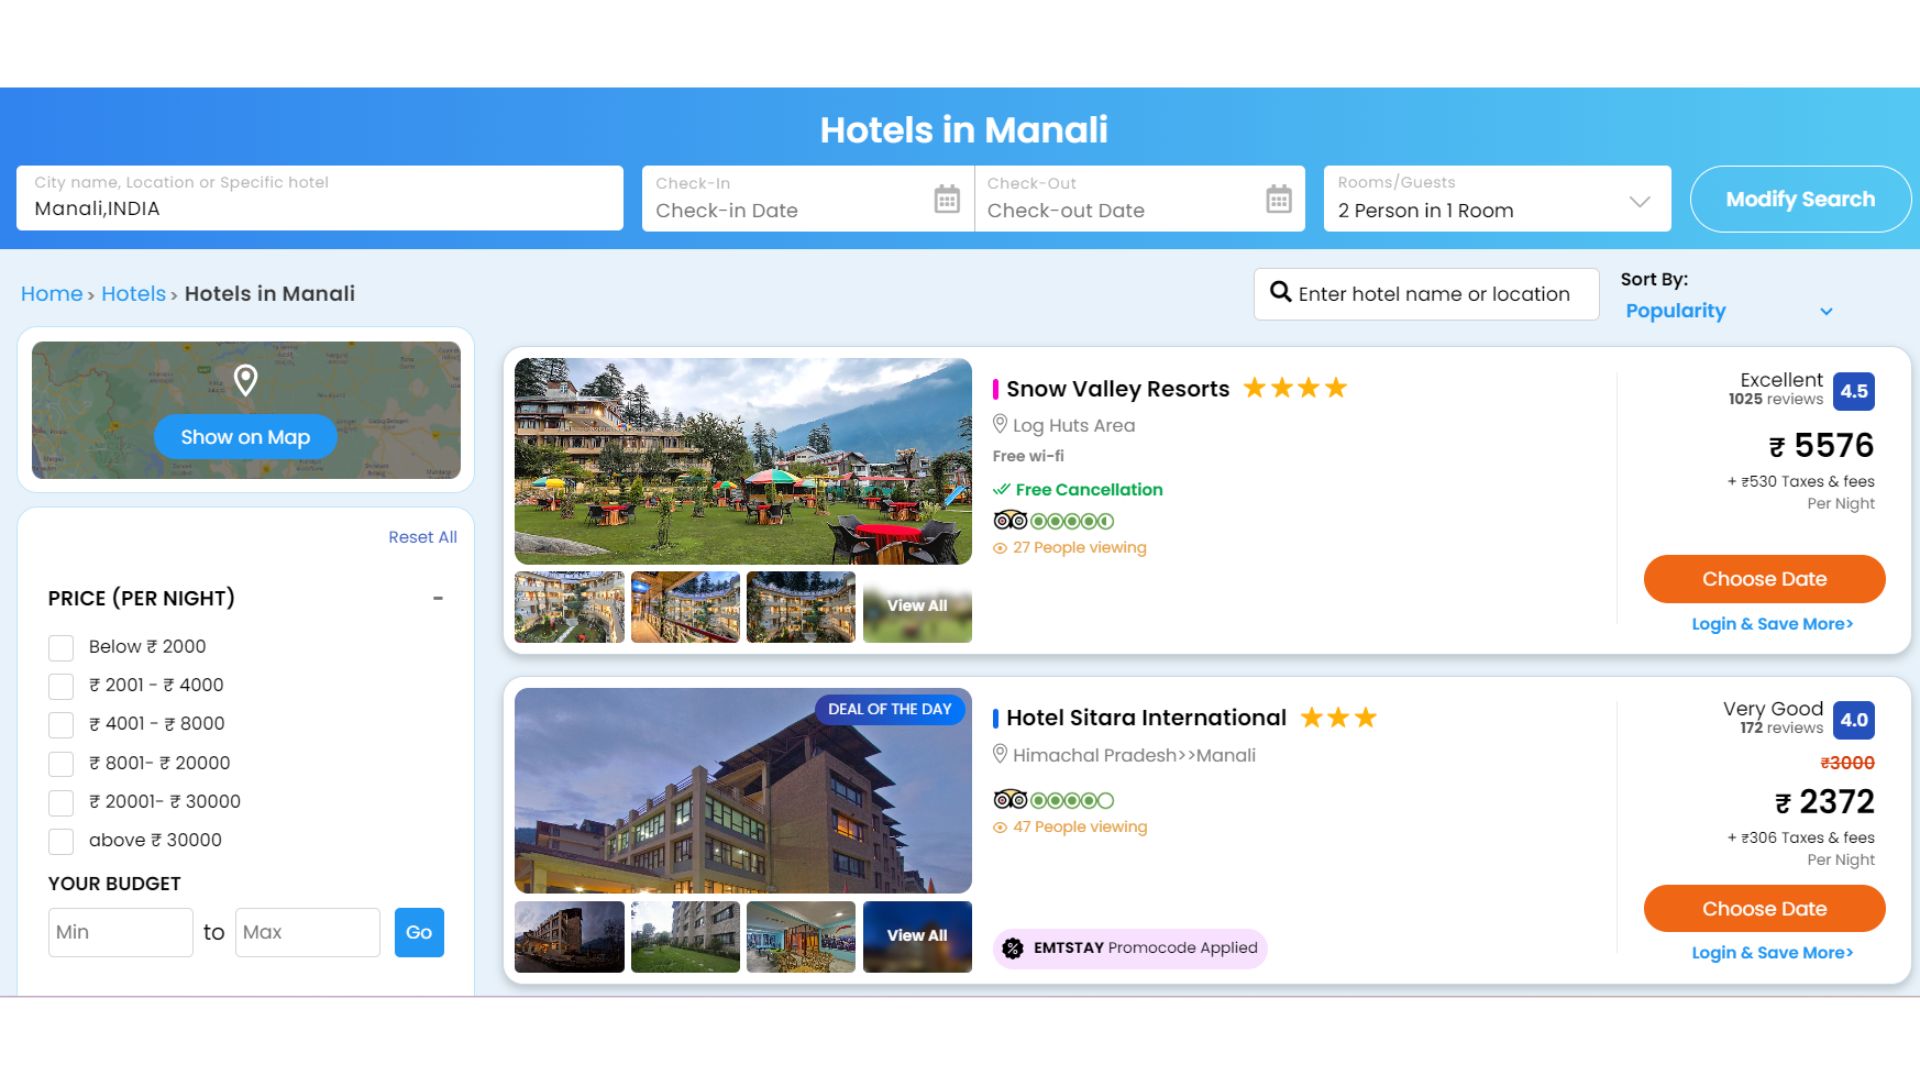 Hotels in Manali
City name, Location or Specific hotel
Manali,INDIA
Check-In
Check-in Date
Check-Out
Check-out Date
Rooms/Guests
2 Person in 1 Room
Modify Search
Home > Hotels > Hotels in Manali
Enter hotel name or location
Sort By:
Popularity
Show on Map
Reset All
PRICE (PER NIGHT)
-
Below ₹ 2000
₹ 2001 - ₹ 4000
₹ 4001 - ₹ 8000
₹ 8001- ₹ 20000
₹ 20001- ₹ 30000
above ₹ 30000
YOUR BUDGET
Min to Max Go
Snow Valley Resorts
Log Huts Area
Free wi-fi
Free Cancellation
27 People viewing
View All
Excellent
1025 reviews
4.5
₹ 5576
+ ₹530 Taxes & fees
Per Night
Choose Date
Login & Save More>
DEAL OF THE DAY
View All
Hotel Sitara International
Himachal Pradesh>>Manali
47 People viewing
EMTSTAY Promocode Applied
Very Good
172 reviews
4.0
₹3000
₹ 2372
+ ₹306 Taxes & fees
Per Night
Choose Date
Login & Save More>